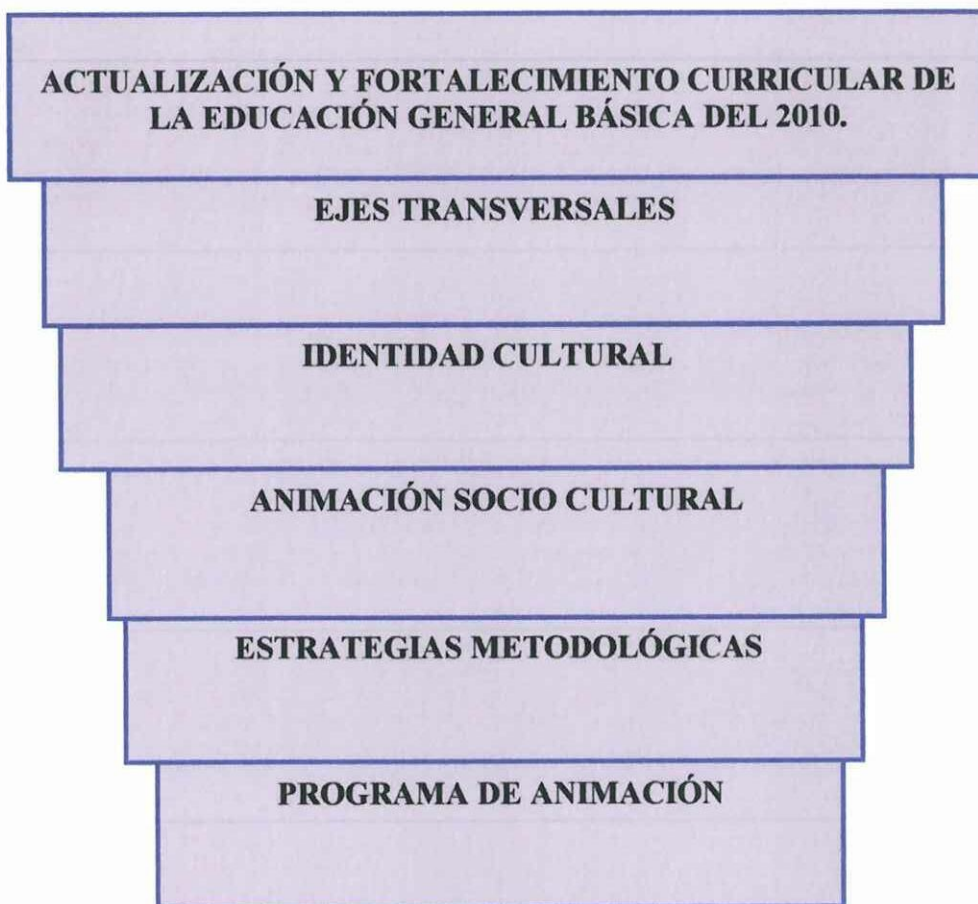 ACTUALIZACIÓN Y FORTALECIMIENTO CURRICULAR DE
LA EDUCACIÓN GENERAL BÁSICA DEL 2010.
EJES TRANSVERSALES
IDENTIDAD CULTURAL
ANIMACIÓN SOCIO CULTURAL
ESTRATEGIAS METODOLÓGICAS
PROGRAMA DE ANIMACIÓN